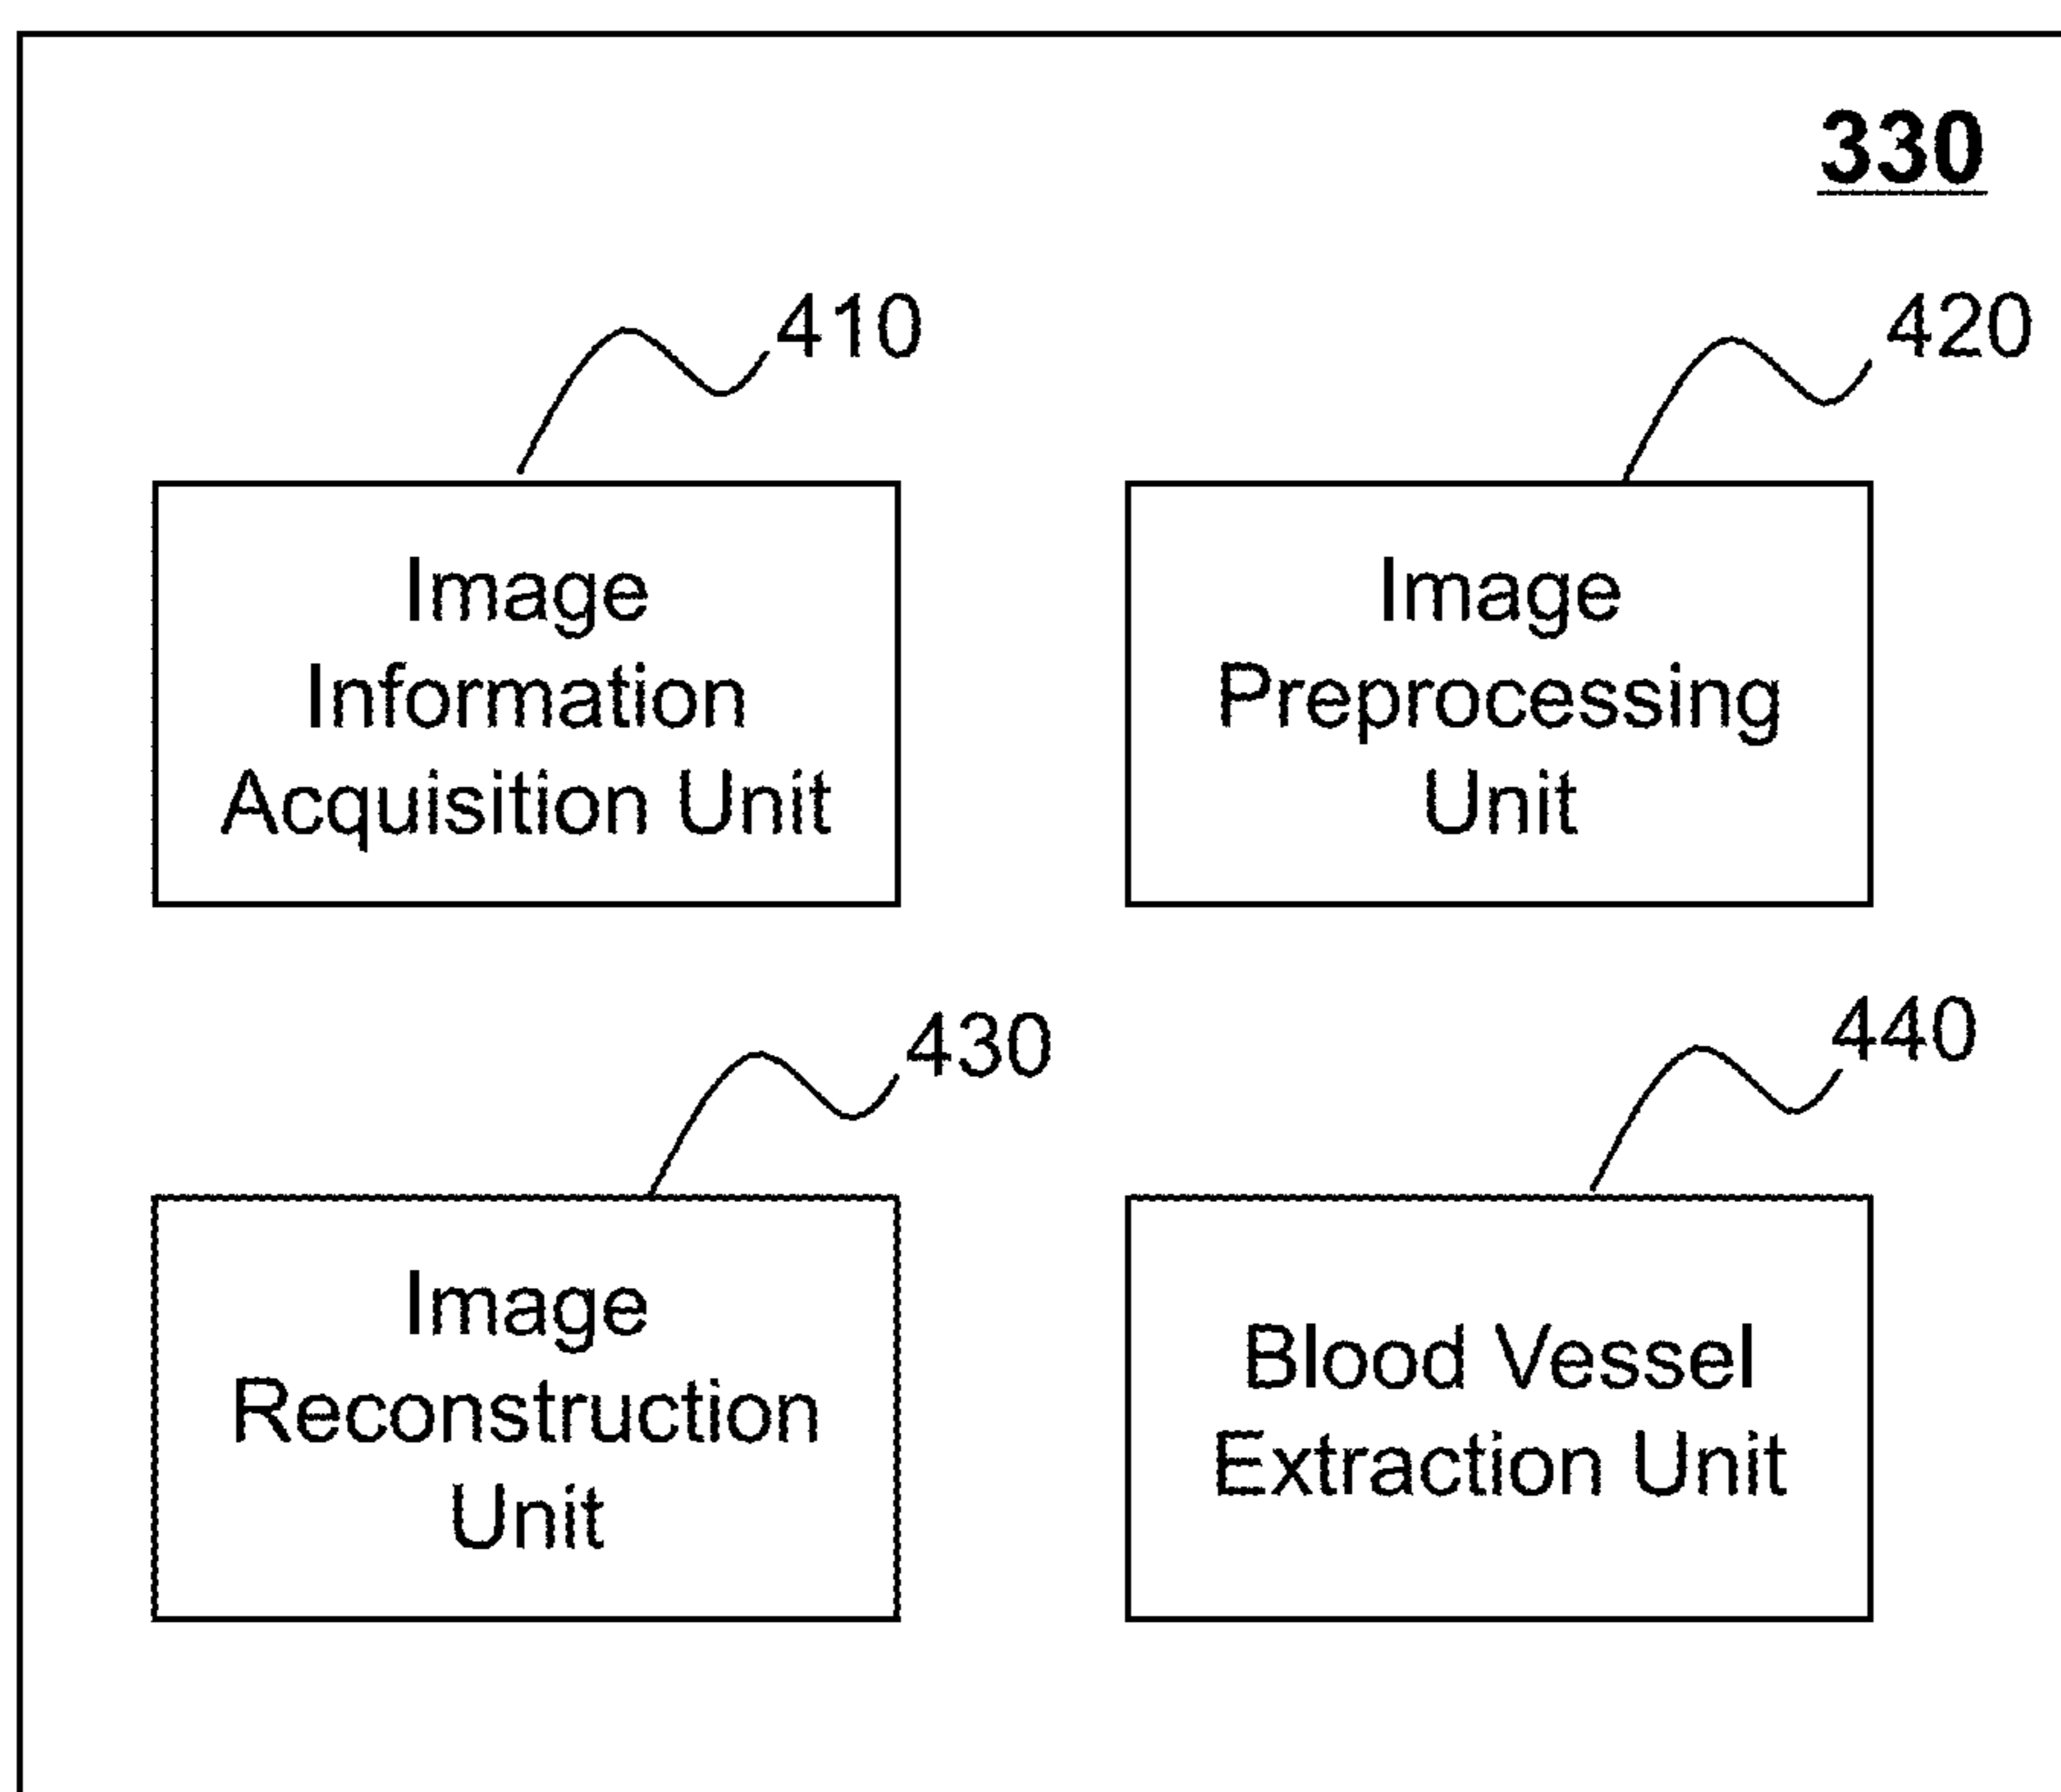 330
410
Image
Information
Acquisition Unit
420
Image
Preprocessing
Unit
430
Image
Reconstruction
Unit
440
Blood Vessel
Extraction Unit